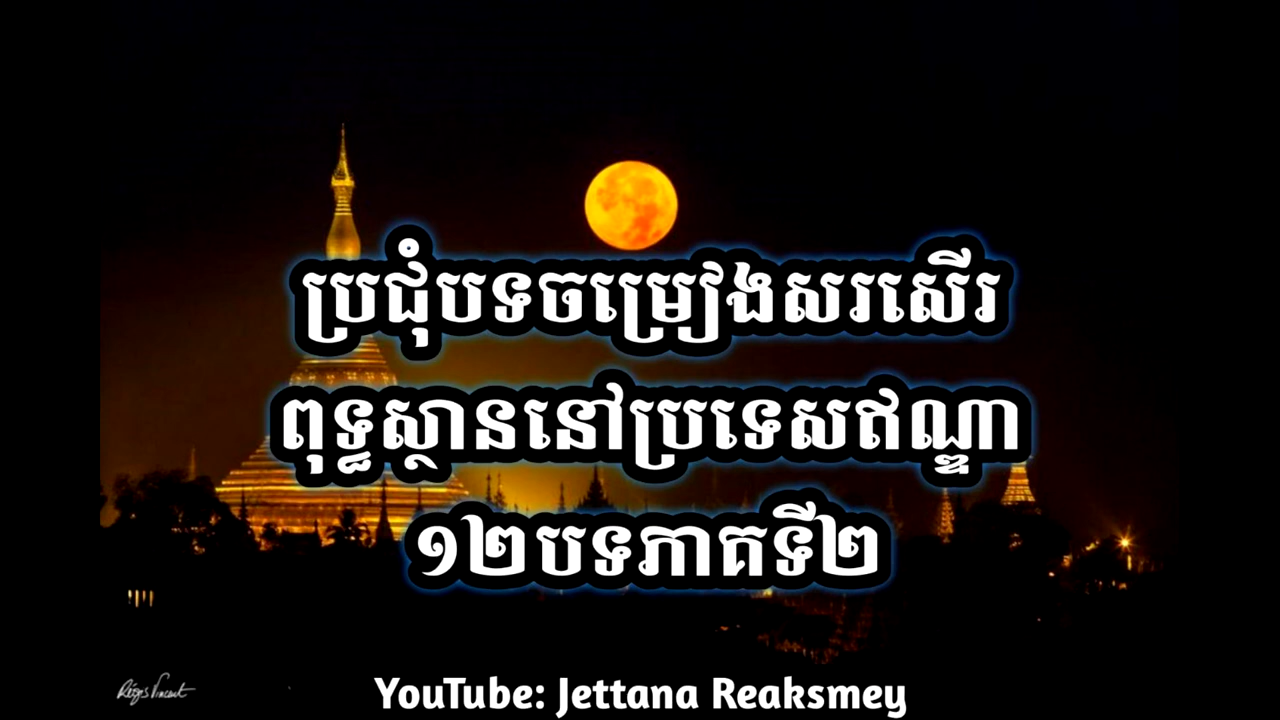 ប្រជុំបទចម្រៀងសរសើរ
ពុទ្ធស្ថាននៅប្រទេសឥណ្ឌា
១២បទភាគទី២
Régis Vincent
YouTube: Jettana Reaksmey